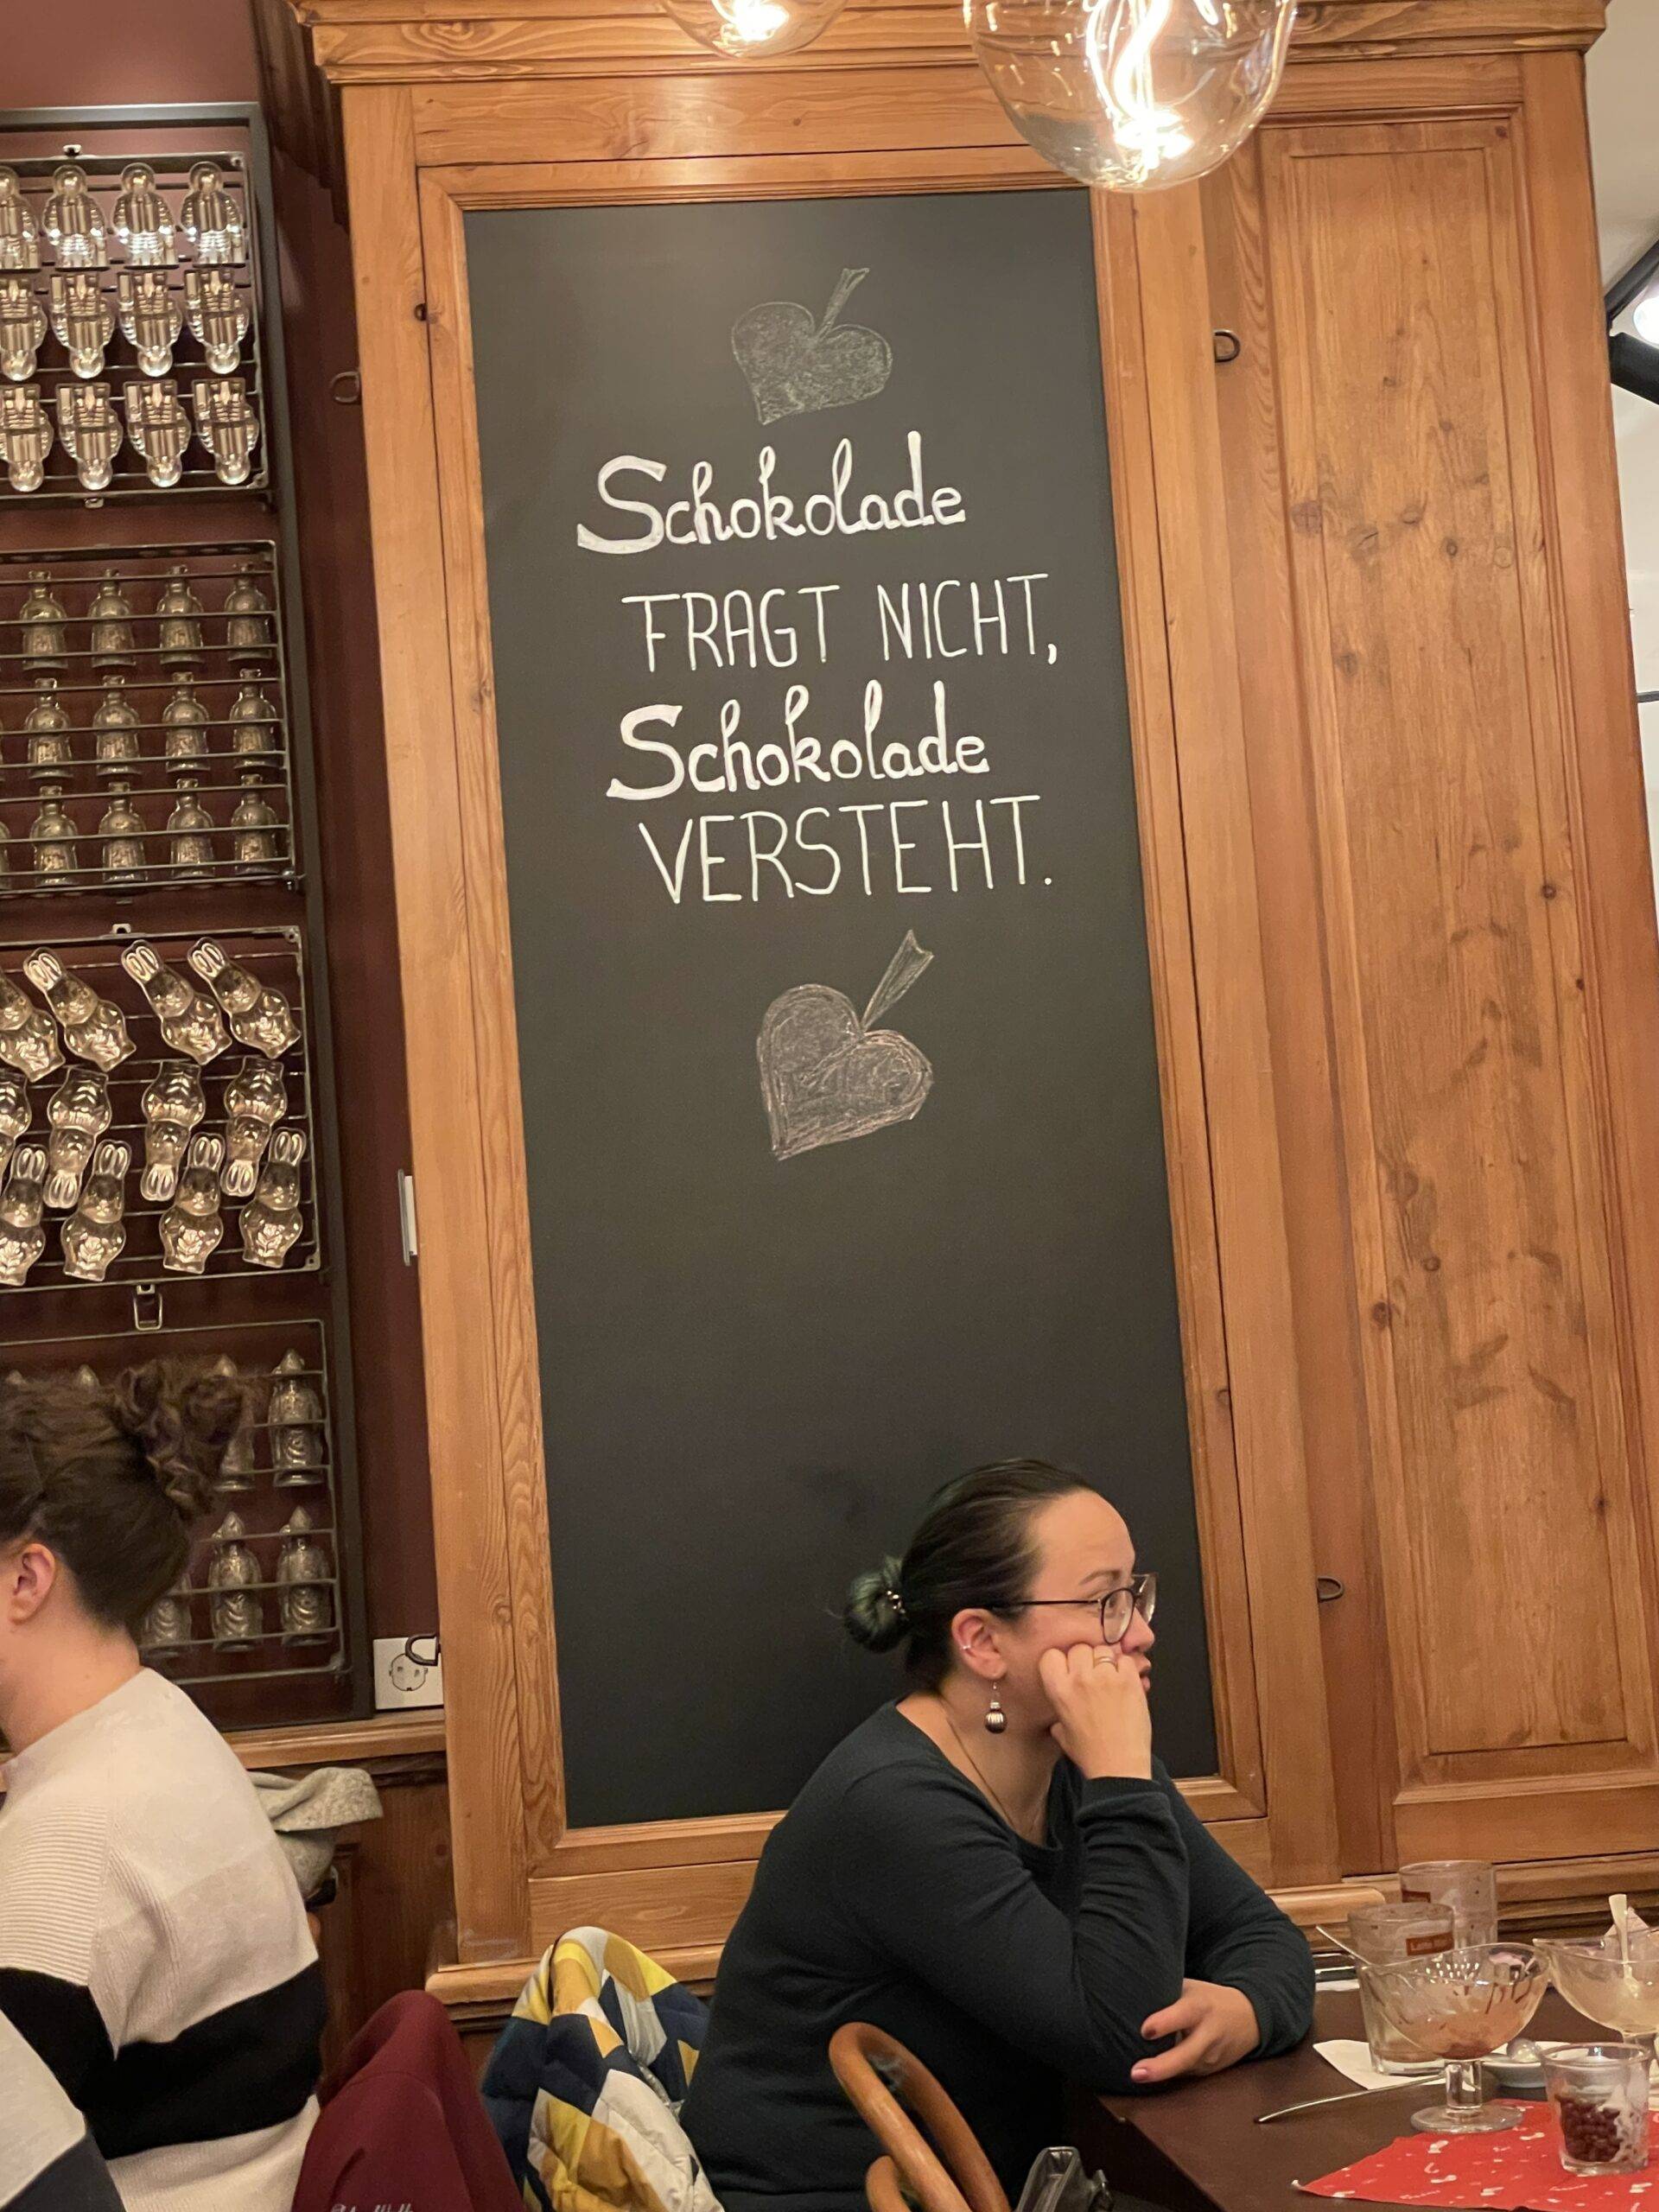 Schokolade
FRAGT NICHT,
Schokolade
VERSTEHT.